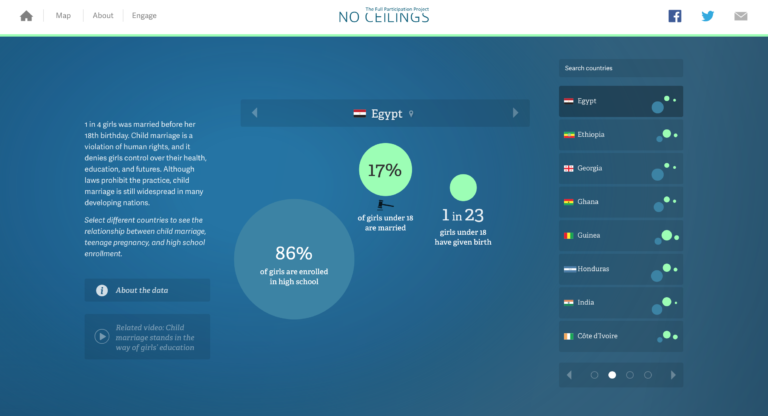 Map
About
Engage
The Full Participation Project
NO CEILINGS
1 in 4 girls was married before her
18th birthday. Child marriage is a
violation of human rights, and it
denies girls control over their health,
education, and futures. Although
laws prohibit the practice, child
marriage is still widespread in many
developing nations.
Select different countries to see the
relationship between child marriage,
teenage pregnancy, and high school
enrollment.
About the data
Related video: Child
marriage stands in the
way of girls' education
Egypt
17%
of girls under 18
are married
1 in 23
girls under 18
have given birth
86%
of girls are enrolled
in high school
Search countries
Egypt
Ethiopia
Georgia
Ghana
Guinea
Honduras
India
Côte d'Ivoire